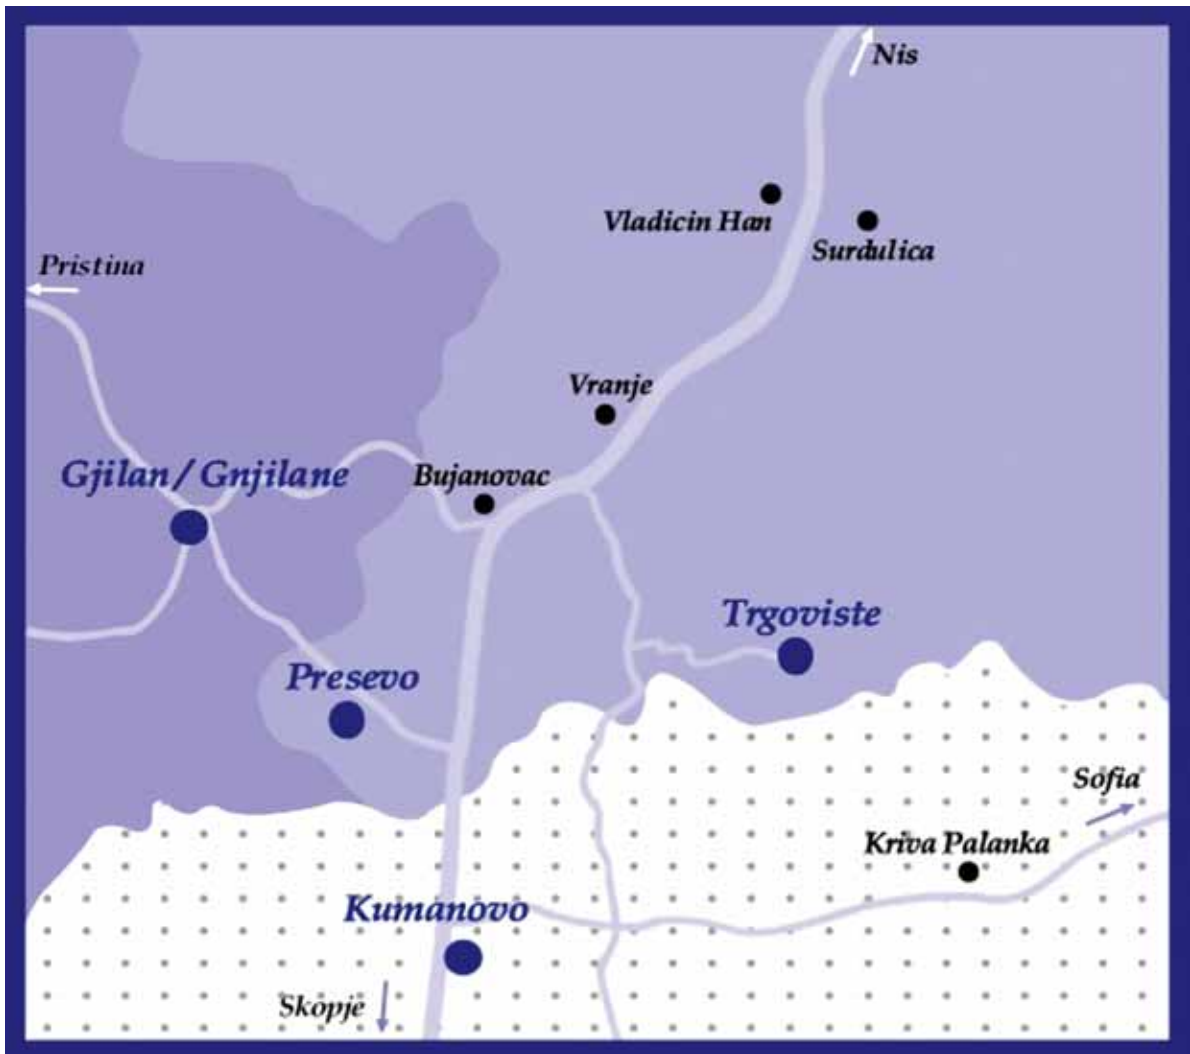 Nis
Vladicin Han
Surdulica
Pristina
Vranje
Gjilan / Gnjilane
Bujanovac
Trgoviste
Presevo
Sofia
Kriva Palanka
Kumanovo
Skopje